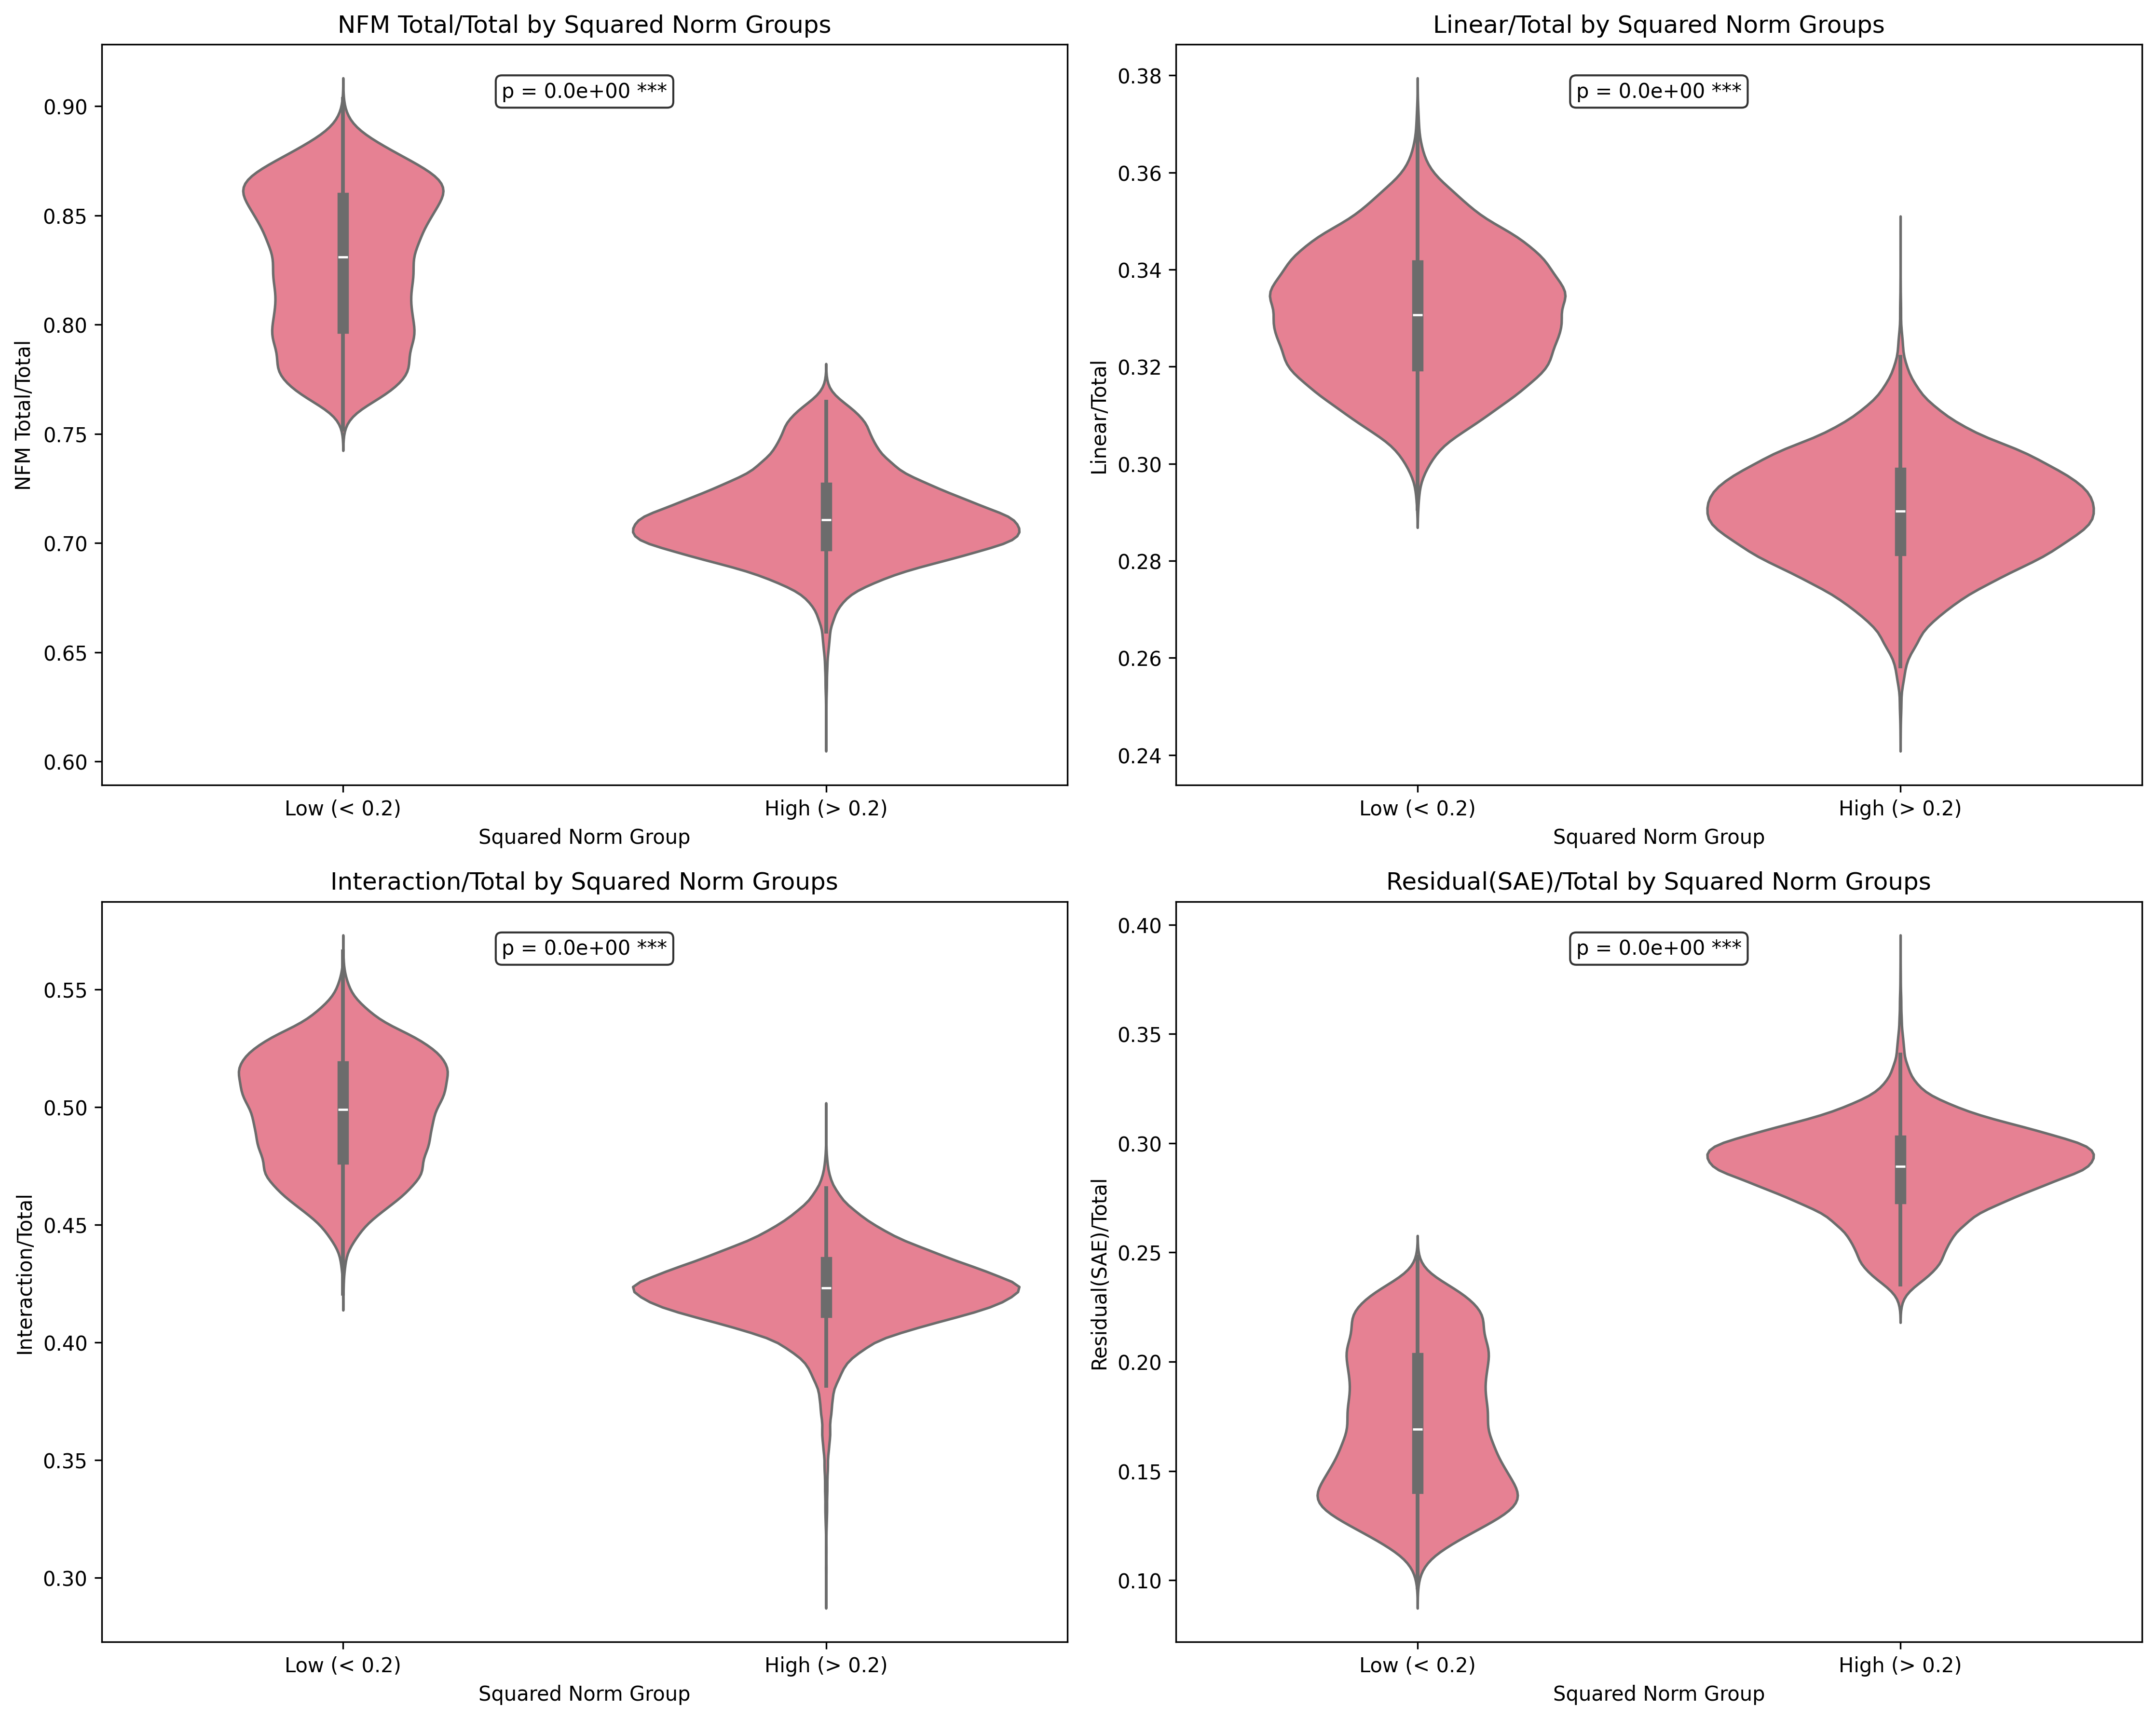 NFM Total/Total by Squared Norm Groups
p = 0.0e+00 ***
NFM Total/Total
0.90
0.85
0.80
0.75
0.70
0.65
0.60
Low (< 0.2)
High (> 0.2)
Squared Norm Group
Linear/Total by Squared Norm Groups
p = 0.0e+00 ***
Linear/Total
0.38
0.36
0.34
0.32
0.30
0.28
0.26
0.24
Low (< 0.2)
High (> 0.2)
Squared Norm Group
Interaction/Total by Squared Norm Groups
p = 0.0e+00 ***
Interaction/Total
0.55
0.50
0.45
0.40
0.35
0.30
Low (< 0.2)
High (> 0.2)
Squared Norm Group
Residual(SAE)/Total by Squared Norm Groups
p = 0.0e+00 ***
Residual(SAE)/Total
0.40
0.35
0.30
0.25
0.20
0.15
0.10
Low (< 0.2)
High (> 0.2)
Squared Norm Group